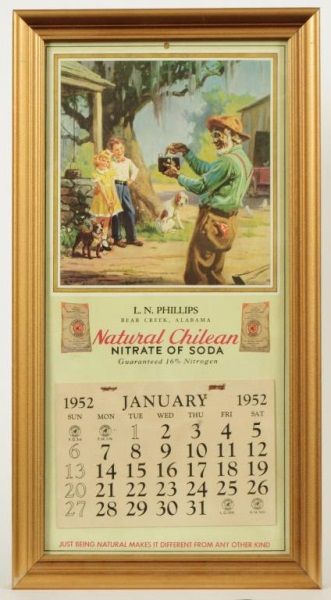 L. N. PHILLIPS
BEAR CREEK, ALABAMA
Natural Chilean
NITRATE OF SODA
Guaranteed 16% Nitrogen
1952 JANUARY 1952
SUN MON TUE WED THU FRI SAT
1 2 3 4 5
6 7 8 9 10 11 12
13 14 15 16 17 18 19
20 21 22 23 24 25 26
27 28 29 30 31
JUST BEING NATURAL MAKES IT DIFFERENT FROM ANY OTHER KIND